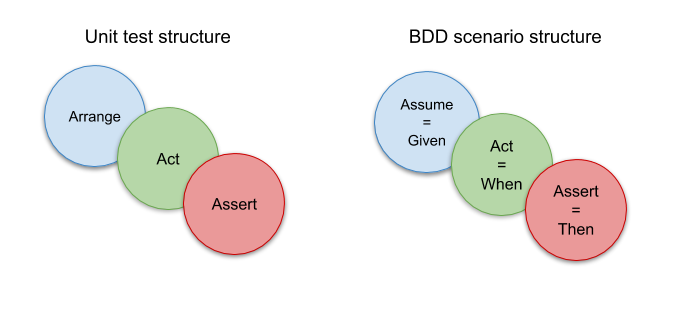 Unit test structure
Arrange
Act
Assert
BDD scenario structure
Assume
=
Given
Act
=
When
Assert
=
Then